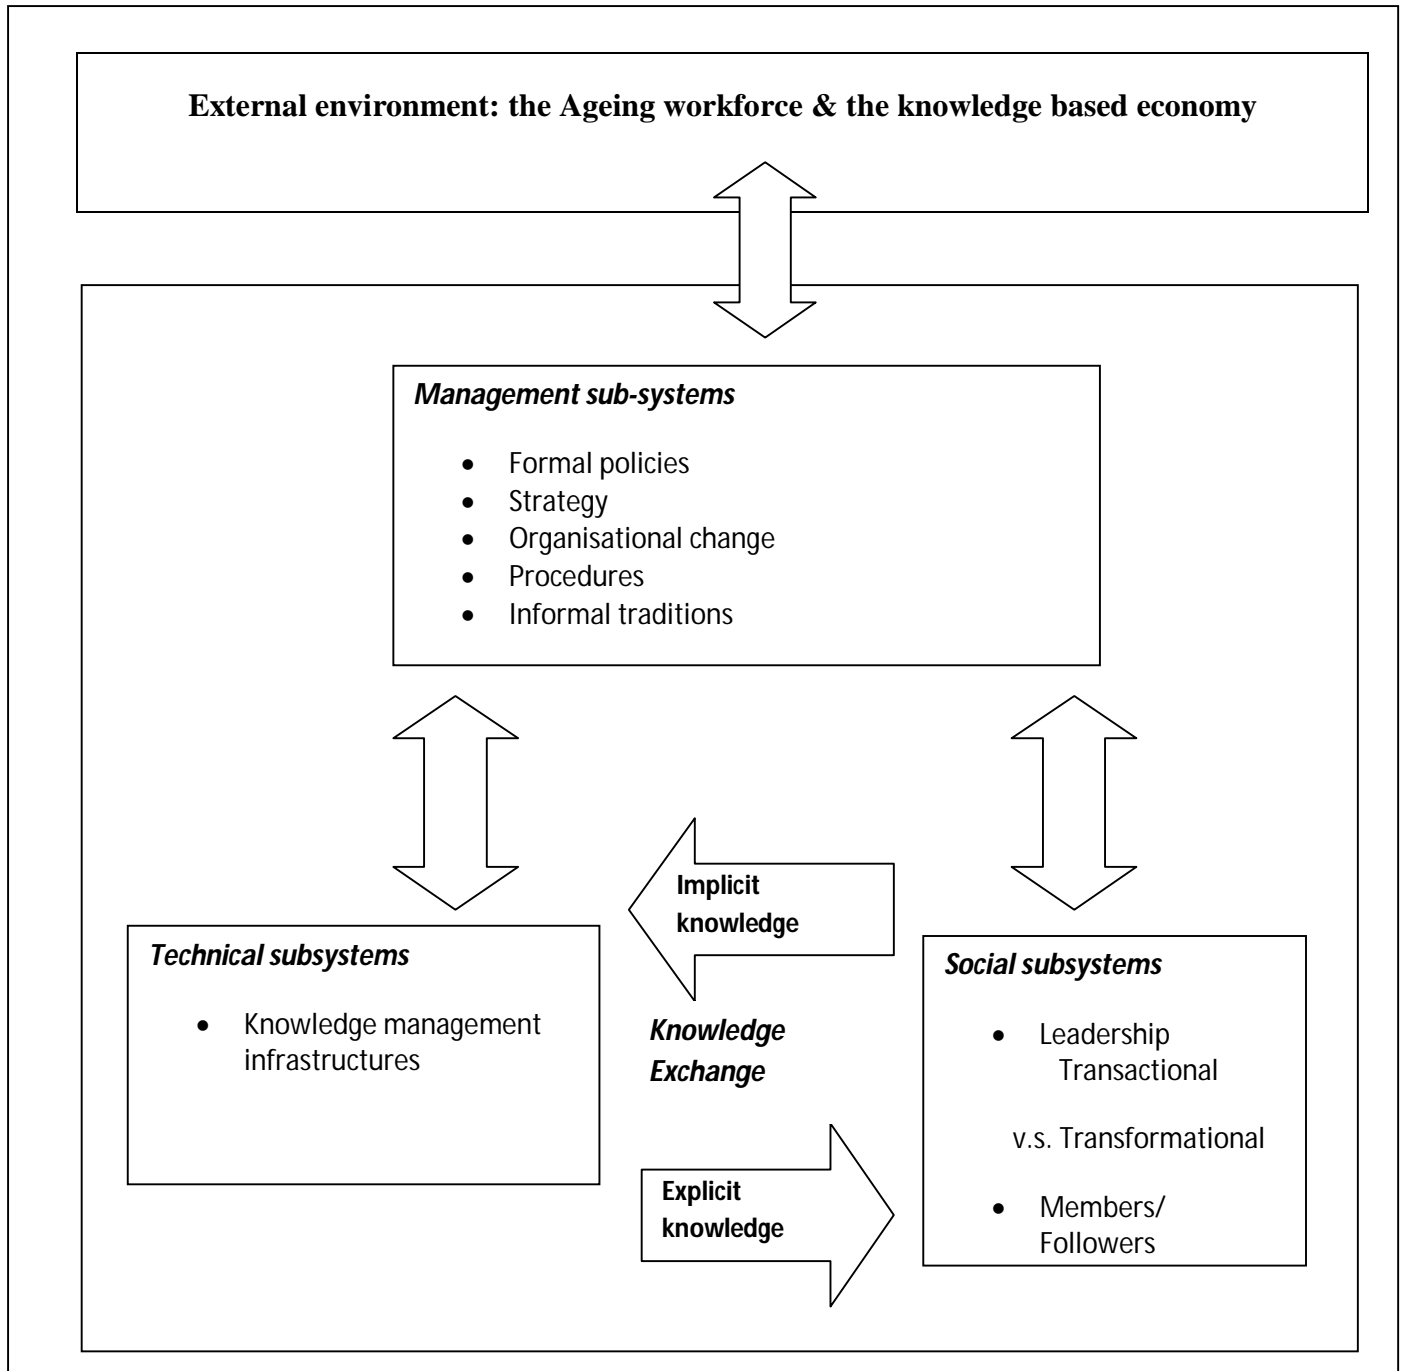 External environment: the Ageing workforce & the knowledge based economy
Management sub-systems
• Formal policies
• Strategy
• Organisational change
• Procedures
• Informal traditions
Implicit
knowledge
Technical subsystems
• Knowledge management
infrastructures
Knowledge
Exchange
Explicit
knowledge
Social subsystems
• Leadership
Transactional
v.s. Transformational
• Members/
Followers